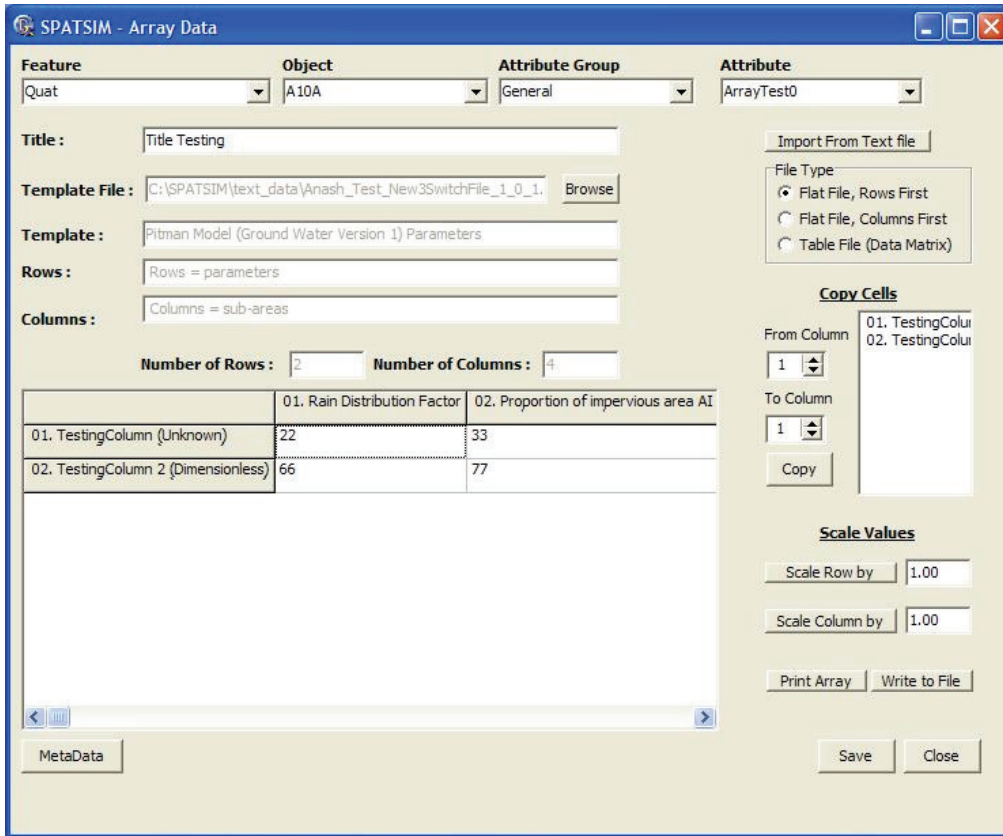 SPATSIM - Array Data
Feature Object Attribute Group Attribute
Quat A10A General ArrayTest0
Title : Title Testing
Import From Text file
Template File : C:\SPATSIM\text_data\Anash_Test_New3SwitchFile_1_0_1. Browse
File Type
Flat File, Rows First
Flat File, Columns First
Table File (Data Matrix)
Template : Pitman Model (Ground Water Version 1) Parameters
Rows : Rows = parameters
Columns : Columns = sub-areas
Number of Rows : 2 Number of Columns : 4
Copy Cells
From Column
1
To Column
1
Copy
01. TestingColu
02. TestingColu
01. Rain Distribution Factor 02. Proportion of impervious area AI
01. TestingColumn (Unknown) 22 33
02. TestingColumn 2 (Dimensionless) 66 77
Scale Values
Scale Row by 1.00
Scale Column by 1.00
Print Array Write to File
MetaData Save Close